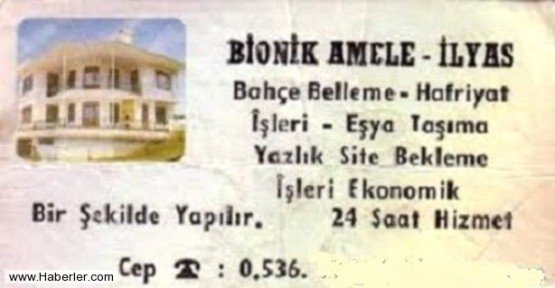 BİONİK AMELE - İLYAS
Bahçe Belleme - Hafriyat
İşleri - Eşya Taşıma
Yazlık Site Bekleme
İşleri Ekonomik
Bir Şekilde Yapılır. 24 Saat Hizmet
Cep ☎ : 0.536.
www.Haberler.com